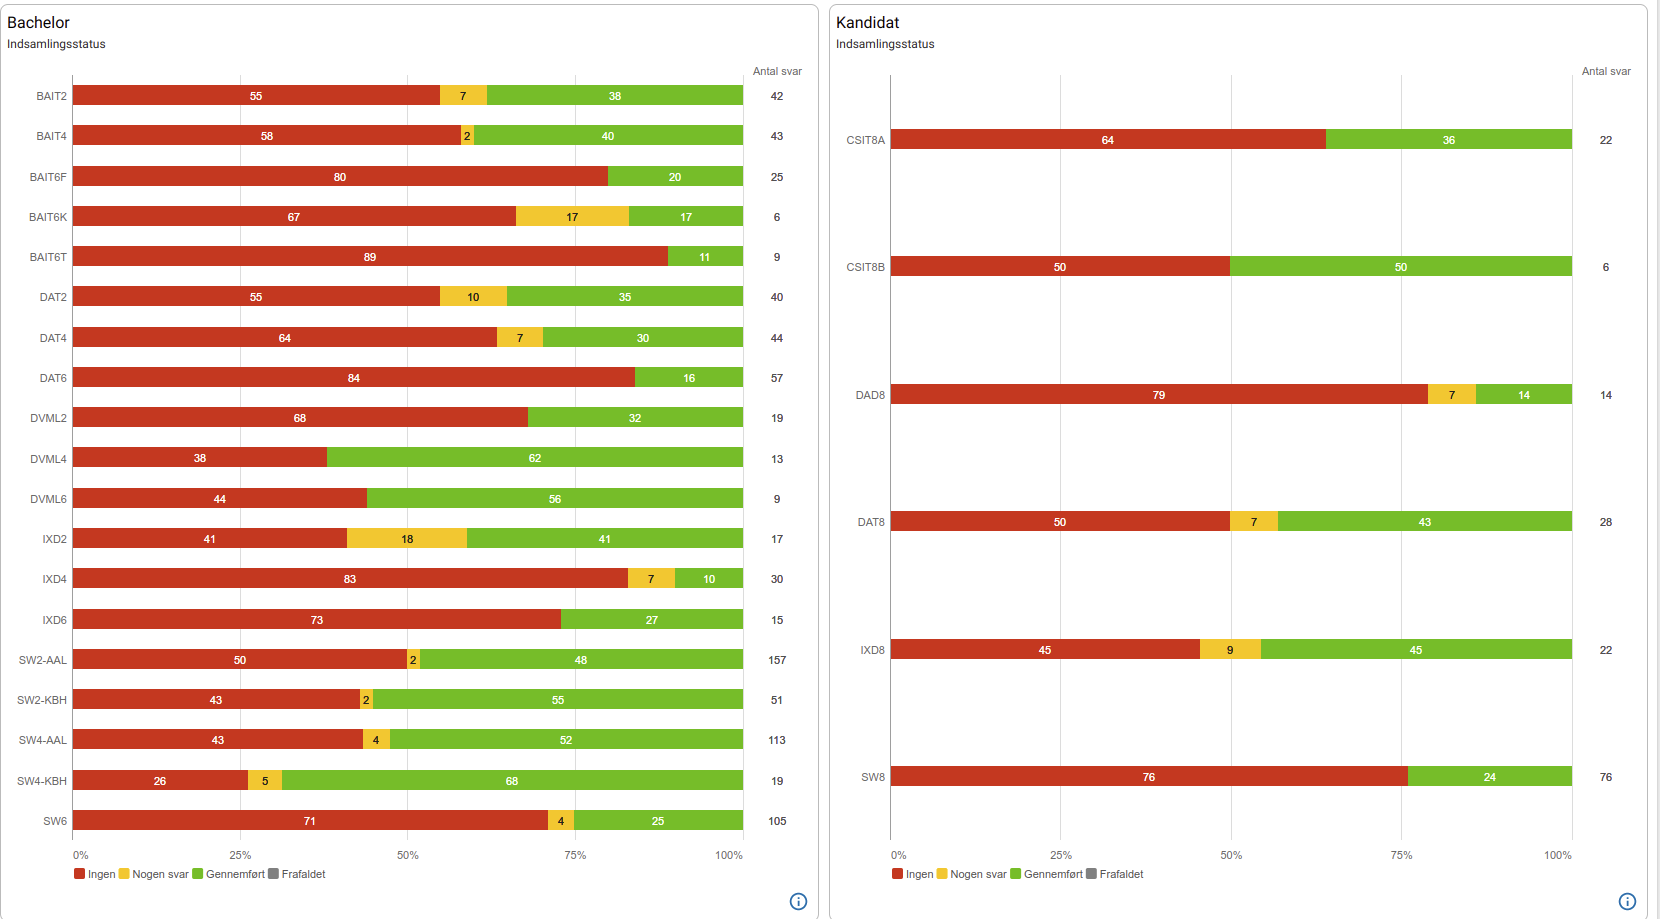 Bachelor
Indsamlingsstatus
Antal svar
BAIT2 55 7 38 42
BAIT4 58 2 40 43
BAIT6F 80 20 25
BAIT6K 67 17 17 6
BAIT6T 89 11 9
DAT2 55 10 35 40
DAT4 64 7 30 44
DAT6 84 16 57
DVML2 68 32 19
DVML4 38 62 13
DVML6 44 56 9
IXD2 41 18 41 17
IXD4 83 7 10 30
IXD6 73 27 15
SW2-AAL 50 2 48 157
SW2-KBH 43 2 55 51
SW4-AAL 43 4 52 113
SW4-KBH 26 5 68 19
SW6 71 4 25 105
0% 25% 50% 75% 100%
Ingen Nogen svar Gennemført Frafaldet
Kandidat
Indsamlingsstatus
Antal svar
CSIT8A 64 36 22
CSIT8B 50 50 6
DAD8 79 7 14 14
DAT8 50 7 43 28
IXD8 45 9 45 22
SW8 76 24 76
0% 25% 50% 75% 100%
Ingen Nogen svar Gennemført Frafaldet